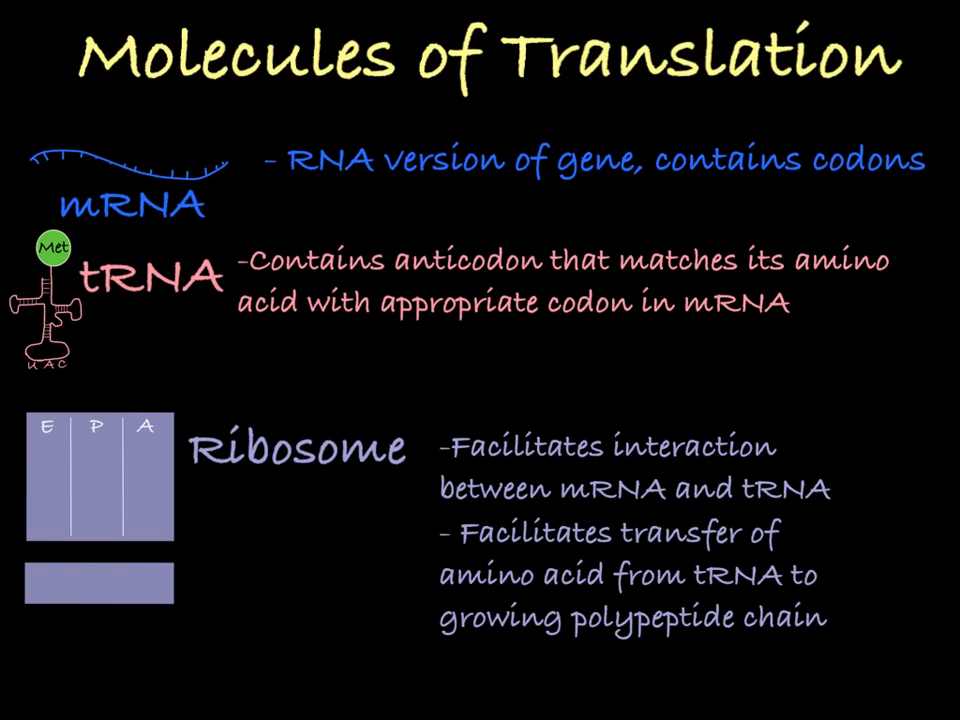 Molecules of Translation
- RNA version of gene, contains codons
mRNA
Met
tRNA
-Contains anticodon that matches its amino
acid with appropriate codon in mRNA
U A C
E P A
Ribosome
-Facilitates interaction
between mRNA and tRNA
- Facilitates transfer of
amino acid from tRNA to
growing polypeptide chain